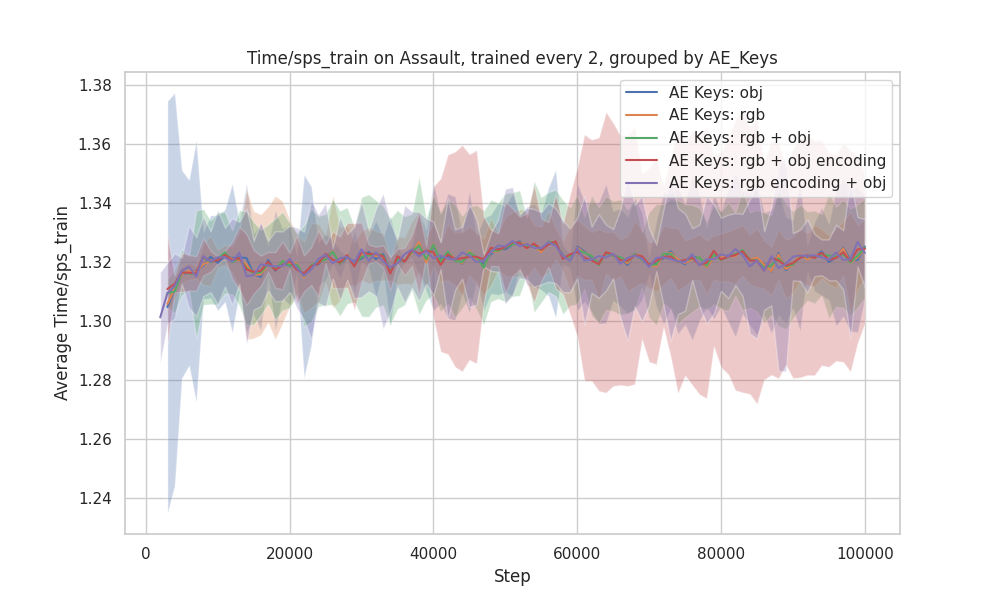 Time/sps_train on Assault, trained every 2, grouped by AE_Keys
AE Keys: obj
AE Keys: rgb
AE Keys: rgb + obj
AE Keys: rgb + obj encoding
AE Keys: rgb encoding + obj
Average Time/sps_train
1.38
1.36
1.34
1.32
1.30
1.28
1.26
1.24
0
20000
40000
60000
80000
100000
Step